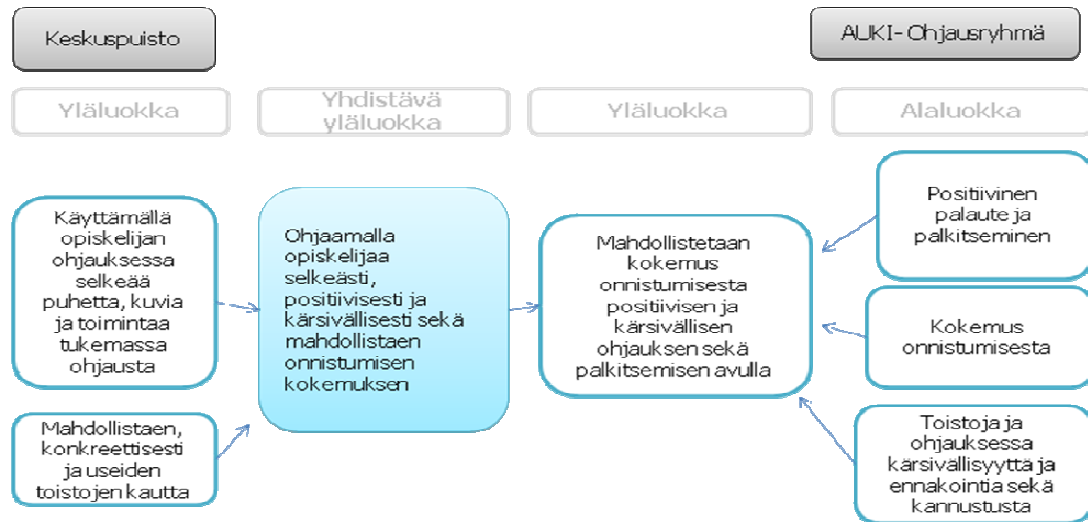 Keskuspuisto
AUKI- Ohjausryhmä
Yläluokka
Yhdistävä
yläluokka
Yläluokka
Alaluokka
Käyttämällä
opiskelijan
ohjauksessa
selkeää
puhetta, kuvia
ja toimintaa
tukemassa
ohjausta
Mahdollistaen,
konkreettisesti
ja useiden
toistojen kautta
Ohjaamalla
opiskelijaa
selkeästi,
positiivisesti ja
kärsivällisesti sekä
mahdollistaen
onnistumisen
kokemuksen
Mahdollistetaan
kokemus
onnistumisesta
positiivisen ja
kärsivällisen
ohjauksen sekä
palkitsemisen avulla
Positiivinen
palaute ja
palkitseminen
Kokemus
onnistumisesta
Toistoja ja
ohjauksessa
kärsivällisyyttä ja
ennakointia sekä
kannustusta